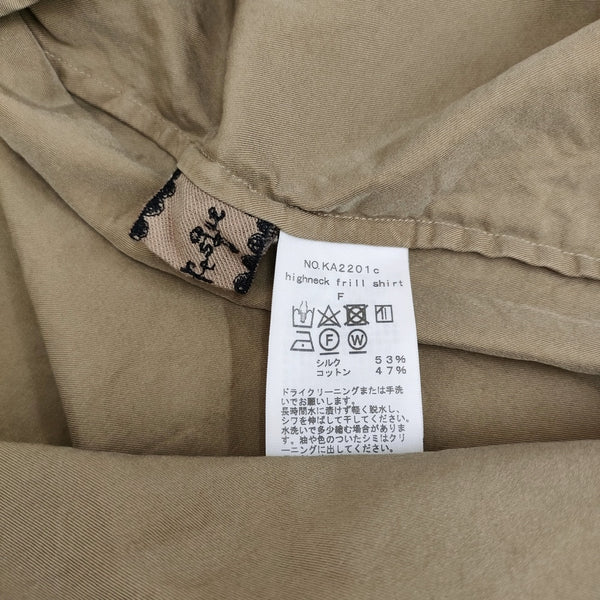 NO.KA2201c
highneck frill shirt
F
F W
シルク 53%
コットン 47%
ドライクリーニングまたは手洗
いでお願いします。
長時間水に漬けず軽く脱水し、
シワを伸ばして干してください。
水洗いで多少縮む場合がありま
す。油や色のついたシミはクリ
ーニングに出してください。